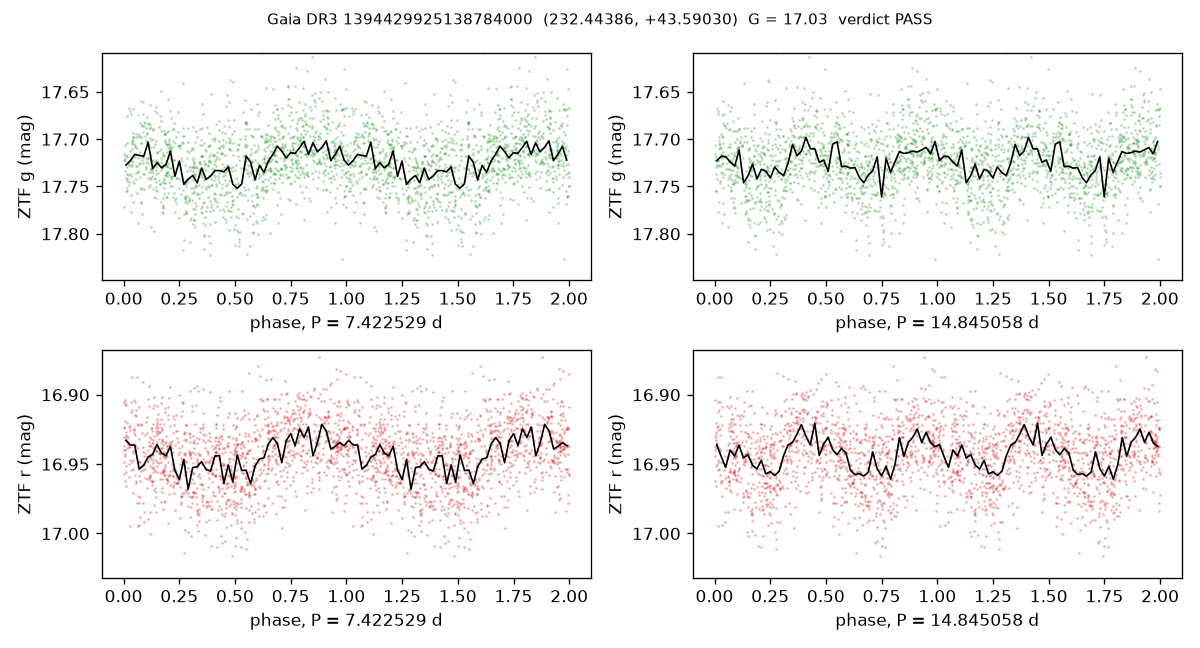 Gaia DR3 1394429925138784000 (232.44386, +43.59030) G = 17.03 verdict PASS
ZTF g (mag)
17.65
17.70
17.75
17.80
0.00 0.25 0.50 0.75 1.00 1.25 1.50 1.75 2.00
phase, P = 7.422529 d
ZTF g (mag)
17.65
17.70
17.75
17.80
0.00 0.25 0.50 0.75 1.00 1.25 1.50 1.75 2.00
phase, P = 14.845058 d
ZTF r (mag)
16.90
16.95
17.00
0.00 0.25 0.50 0.75 1.00 1.25 1.50 1.75 2.00
phase, P = 7.422529 d
ZTF r (mag)
16.90
16.95
17.00
0.00 0.25 0.50 0.75 1.00 1.25 1.50 1.75 2.00
phase, P = 14.845058 d